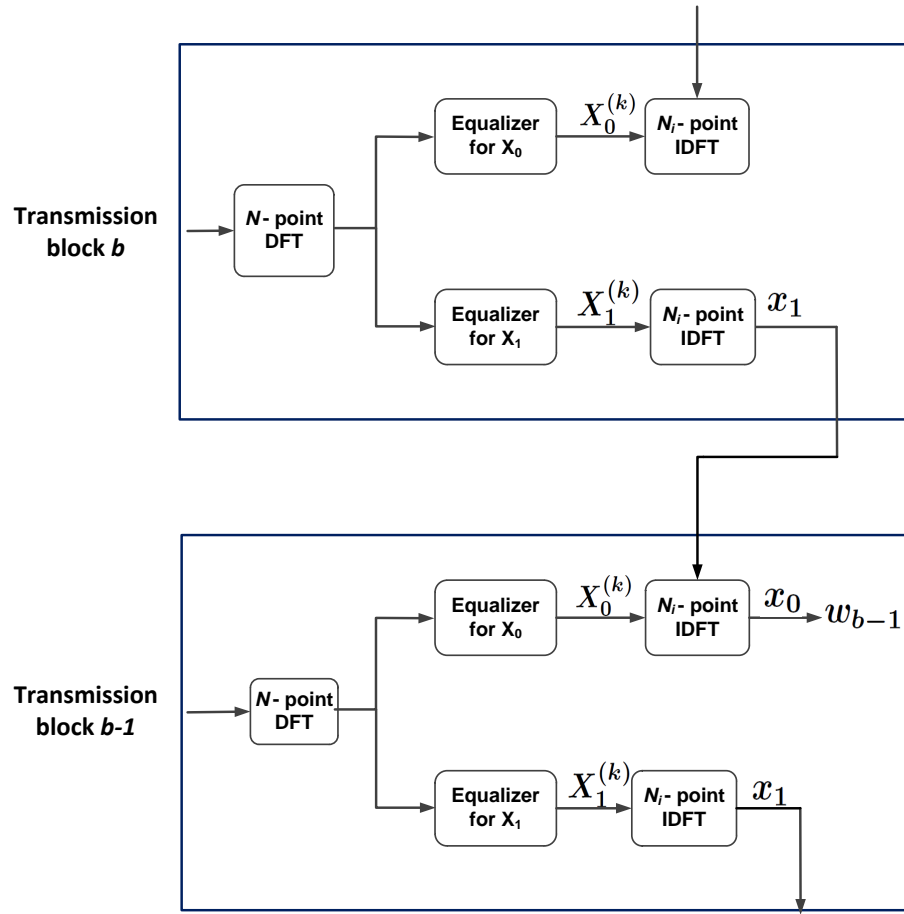 Transmission
block b
N - point
DFT
Equalizer
for X₀
X₀⁽ᵏ⁾
Nᵢ - point
IDFT
Equalizer
for X₁
X₁⁽ᵏ⁾
Nᵢ - point
IDFT
x₁
Transmission
block b-1
N - point
DFT
Equalizer
for X₀
X₀⁽ᵏ⁾
Nᵢ - point
IDFT
x₀
w_{b−1}
Equalizer
for X₁
X₁⁽ᵏ⁾
Nᵢ - point
IDFT
x₁